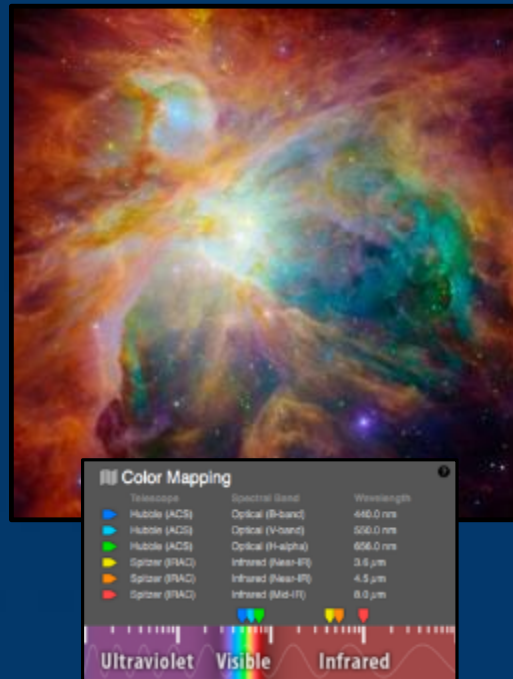 Color Mapping
Telescope Spectral Band Wavelength
Hubble (ACS) Optical (B-band) 440.0 nm
Hubble (ACS) Optical (V-band) 550.0 nm
Hubble (ACS) Optical (H-alpha) 656.0 nm
Spitzer (IRAC) Infrared (Near-IR) 3.6 µm
Spitzer (IRAC) Infrared (Near-IR) 4.5 µm
Spitzer (IRAC) Infrared (Mid-IR) 8.0 µm
Ultraviolet Visible Infrared